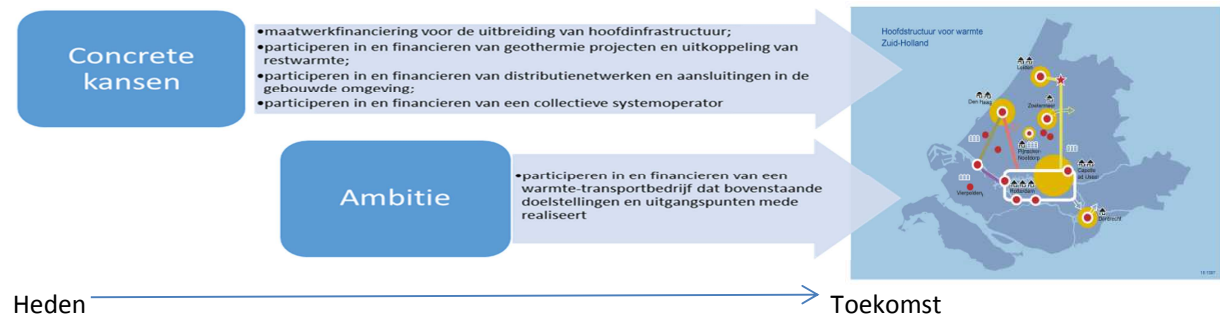 Concrete
kansen
•maatwerkfinanciering voor de uitbreiding van hoofdinfrastructuur;
•participeren in en financieren van geothermie projecten en uitkoppeling van
restwarmte;
•participeren in en financieren van distributienetwerken en aansluitingen in de
gebouwde omgeving;
•participeren in en financieren van een collectieve systemoperator
Ambitie
•participeren in en financieren van een
warmte-transportbedrijf dat bovenstaande
doelstellingen en uitgangspunten mede
realiseert
Hoofdstructuur voor warmte
Zuid-Holland
Leiden
Den Haag
Zoetermeer
Pijnacker-
Nootdorp
Capelle
ad IJssel
Rotterdam
Dordrecht
Heden
Toekomst